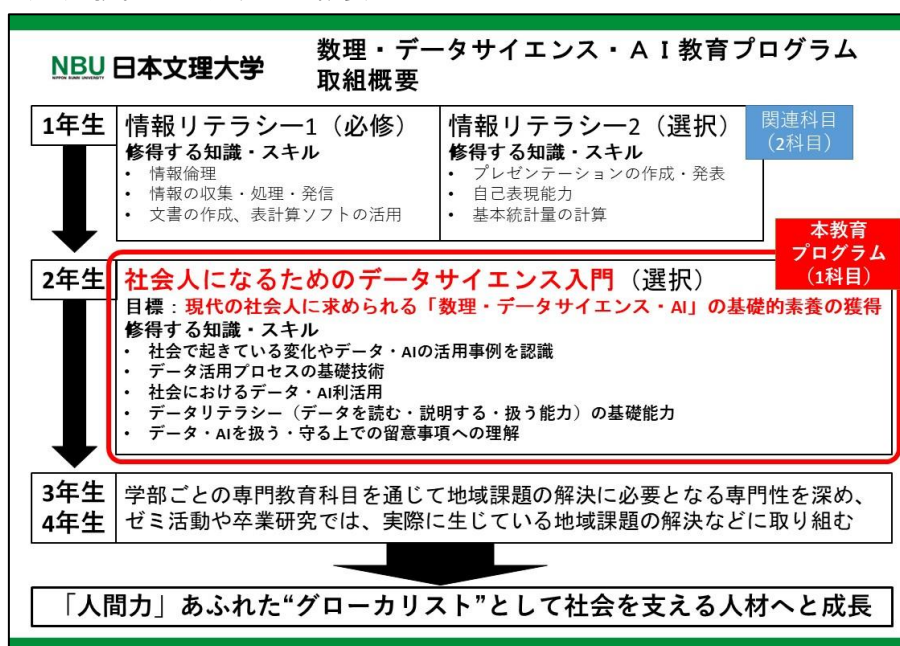 NBU 日本文理大学
NIPPON BUNRI UNIVERSITY
数理・データサイエンス・AI教育プログラム
取組概要
1年生
情報リテラシー1（必修）
修得する知識・スキル
• 情報倫理
• 情報の収集・処理・発信
• 文書の作成、表計算ソフトの活用
情報リテラシー2（選択）
修得する知識・スキル
• プレゼンテーションの作成・発表
• 自己表現能力
• 基本統計量の計算
関連科目
（2科目）
本教育
プログラム
（1科目）
2年生
社会人になるためのデータサイエンス入門（選択）
目標：現代の社会人に求められる「数理・データサイエンス・AI」の基礎的素養の獲得
修得する知識・スキル
• 社会で起きている変化やデータ・AIの活用事例を認識
• データ活用プロセスの基礎技術
• 社会におけるデータ・AI利活用
• データリテラシー（データを読む・説明する・扱う能力）の基礎能力
• データ・AIを扱う・守る上での留意事項への理解
3年生
4年生
学部ごとの専門教育科目を通じて地域課題の解決に必要となる専門性を深め、
ゼミ活動や卒業研究では、実際に生じている地域課題の解決などに取り組む
「人間力」あふれた“グローカリスト”として社会を支える人材へと成長